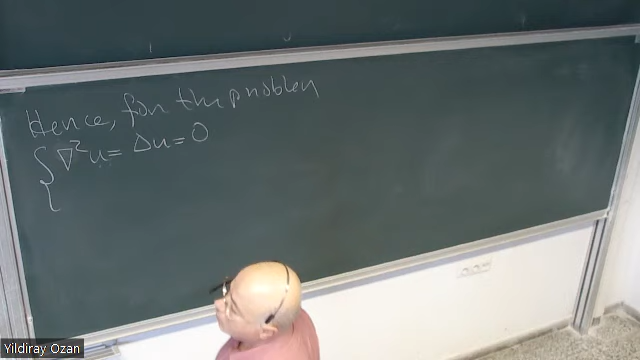 Hence, for the problem
{ ∇²u = Δu = 0
Yildiray Ozan